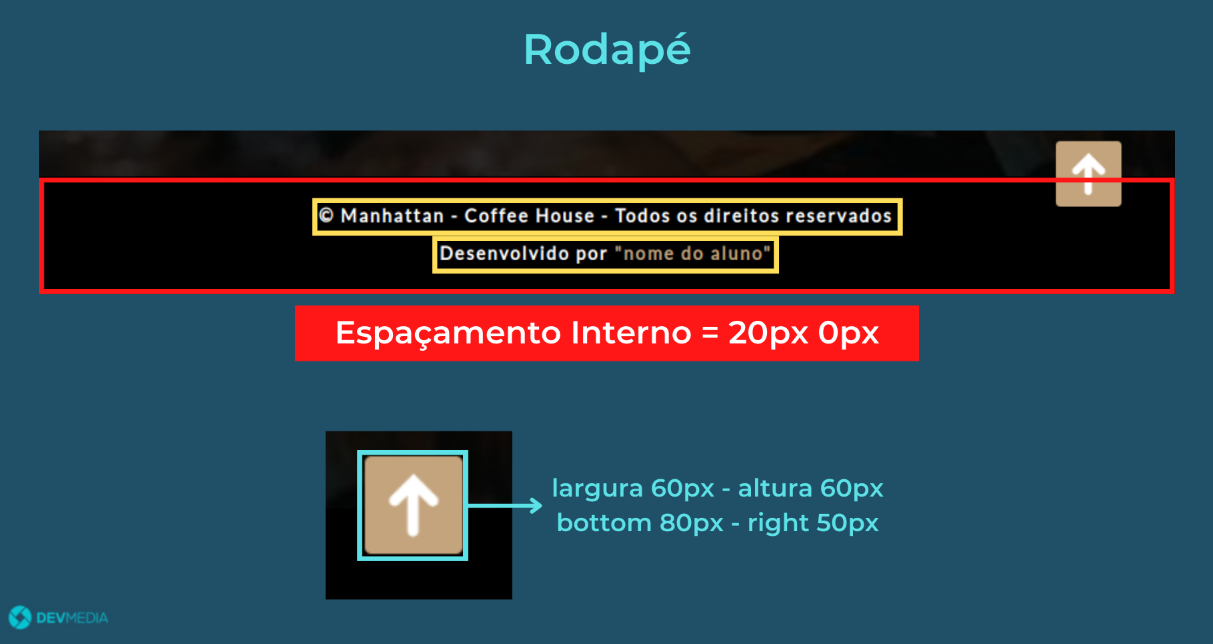 Rodapé
© Manhattan - Coffee House - Todos os direitos reservados
Desenvolvido por "nome do aluno"
Espaçamento Interno = 20px 0px
largura 60px - altura 60px
bottom 80px - right 50px
DEVMEDIA